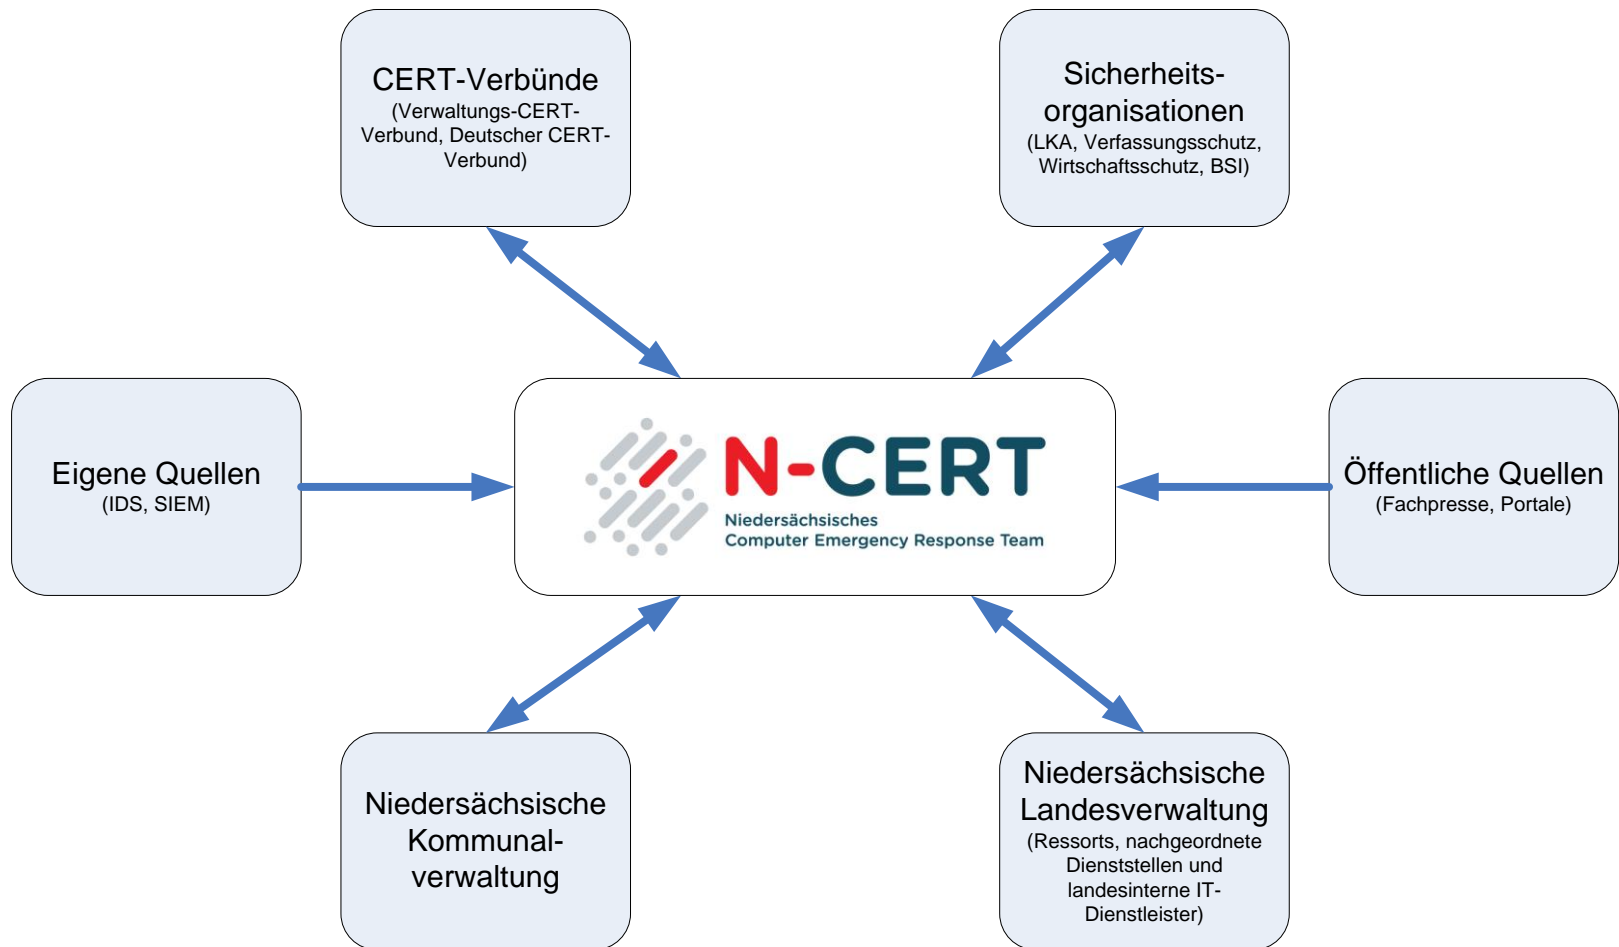 CERT-Verbünde
(Verwaltungs-CERT-
Verbund, Deutscher CERT-
Verbund)
Sicherheits-
organisationen
(LKA, Verfassungsschutz,
Wirtschaftsschutz, BSI)
Eigene Quellen
(IDS, SIEM)
N-CERT
Niedersächsisches
Computer Emergency Response Team
Öffentliche Quellen
(Fachpresse, Portale)
Niedersächsische
Kommunal-
verwaltung
Niedersächsische
Landesverwaltung
(Ressorts, nachgeordnete
Dienststellen und
landesinterne IT-
Dienstleister)